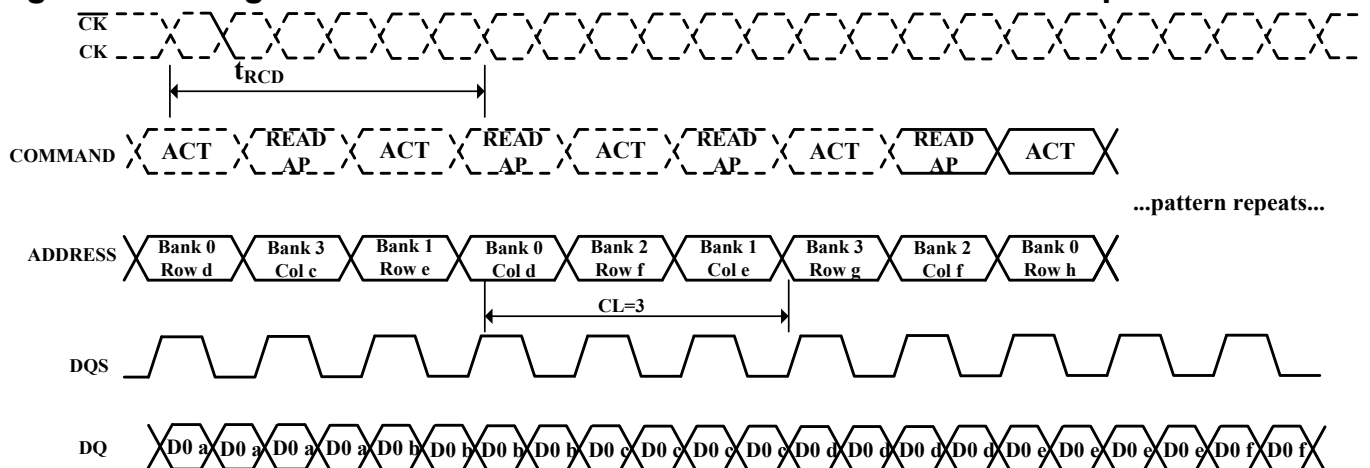 CK
CK
tRCD
COMMAND ACT READ AP ACT READ AP ACT READ AP ACT READ AP ACT
...pattern repeats...
ADDRESS Bank 0 Row d Bank 3 Col c Bank 1 Row e Bank 0 Col d Bank 2 Row f Bank 1 Col e Bank 3 Row g Bank 2 Col f Bank 0 Row h
CL=3
DQS
DQ D0 a D0 a D0 a D0 a D0 b D0 b D0 b D0 b D0 c D0 c D0 c D0 c D0 d D0 d D0 d D0 d D0 e D0 e D0 e D0 e D0 f D0 f